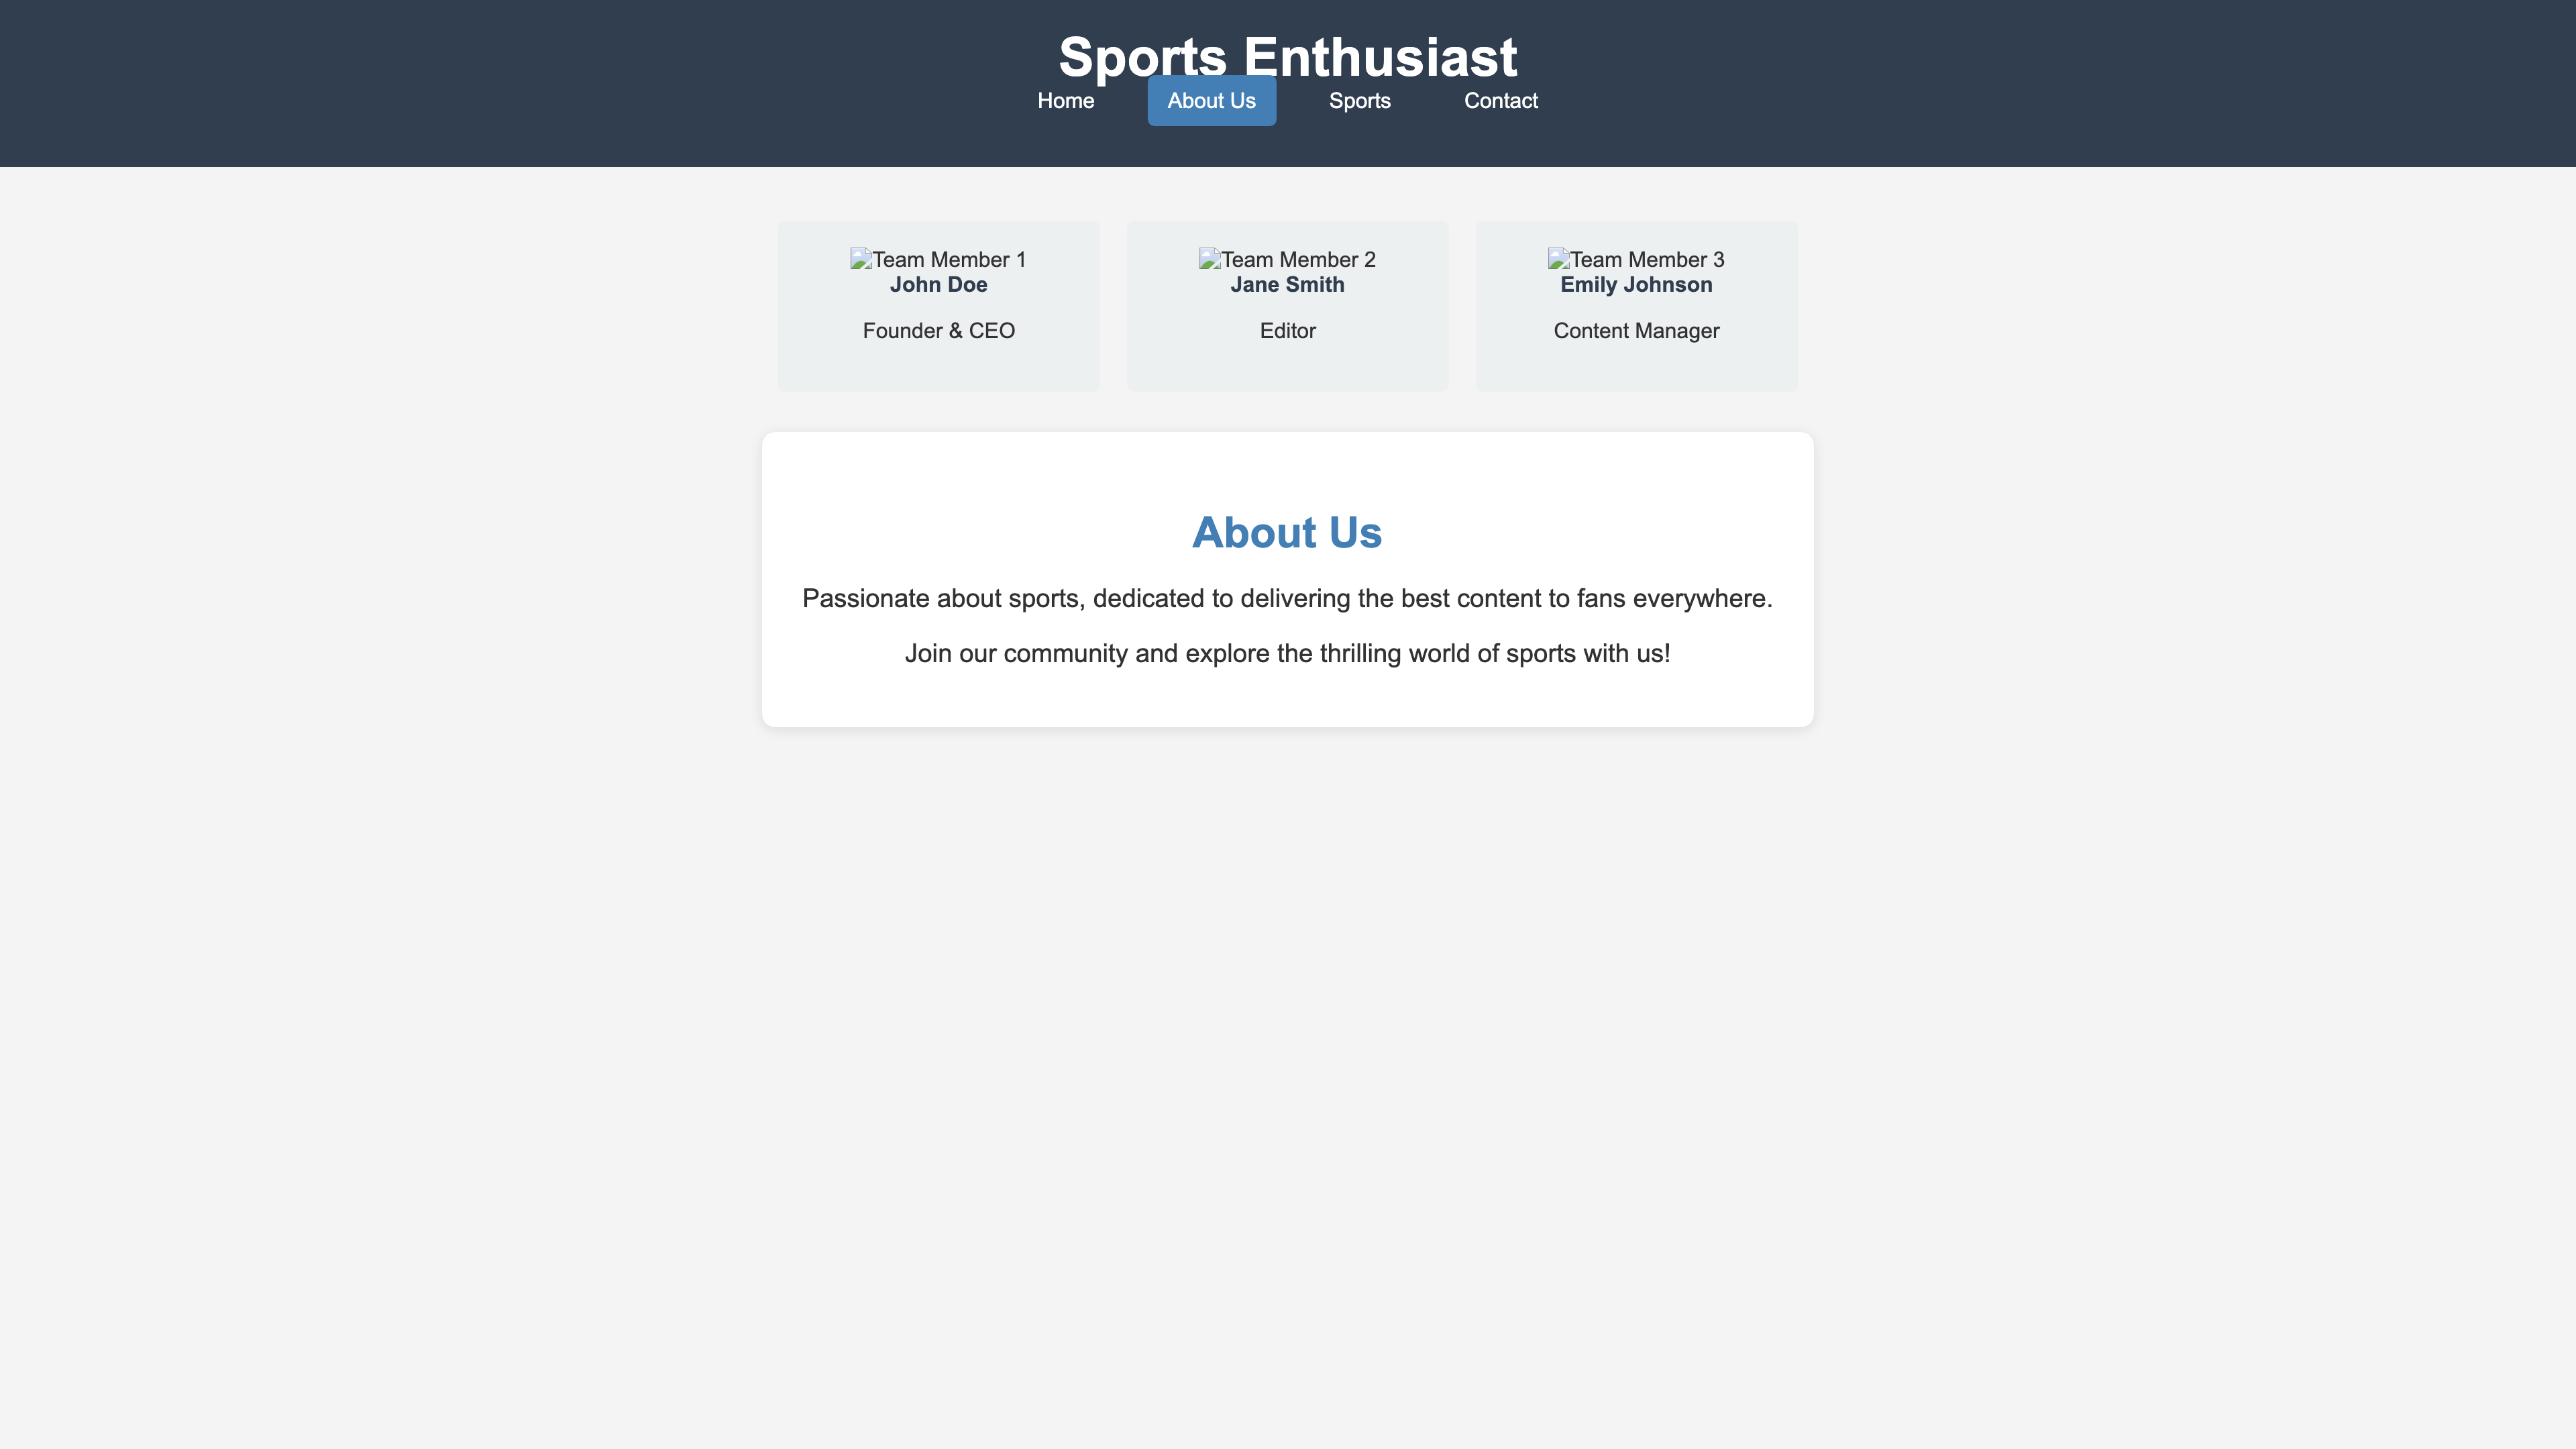 Sports Enthusiast
Home About Us Sports Contact
Team Member 1 Team Member 2 Team Member 3
John Doe Jane Smith Emily Johnson
Founder & CEO Editor Content Manager
About Us
Passionate about sports, dedicated to delivering the best content to fans everywhere.
Join our community and explore the thrilling world of sports with us!